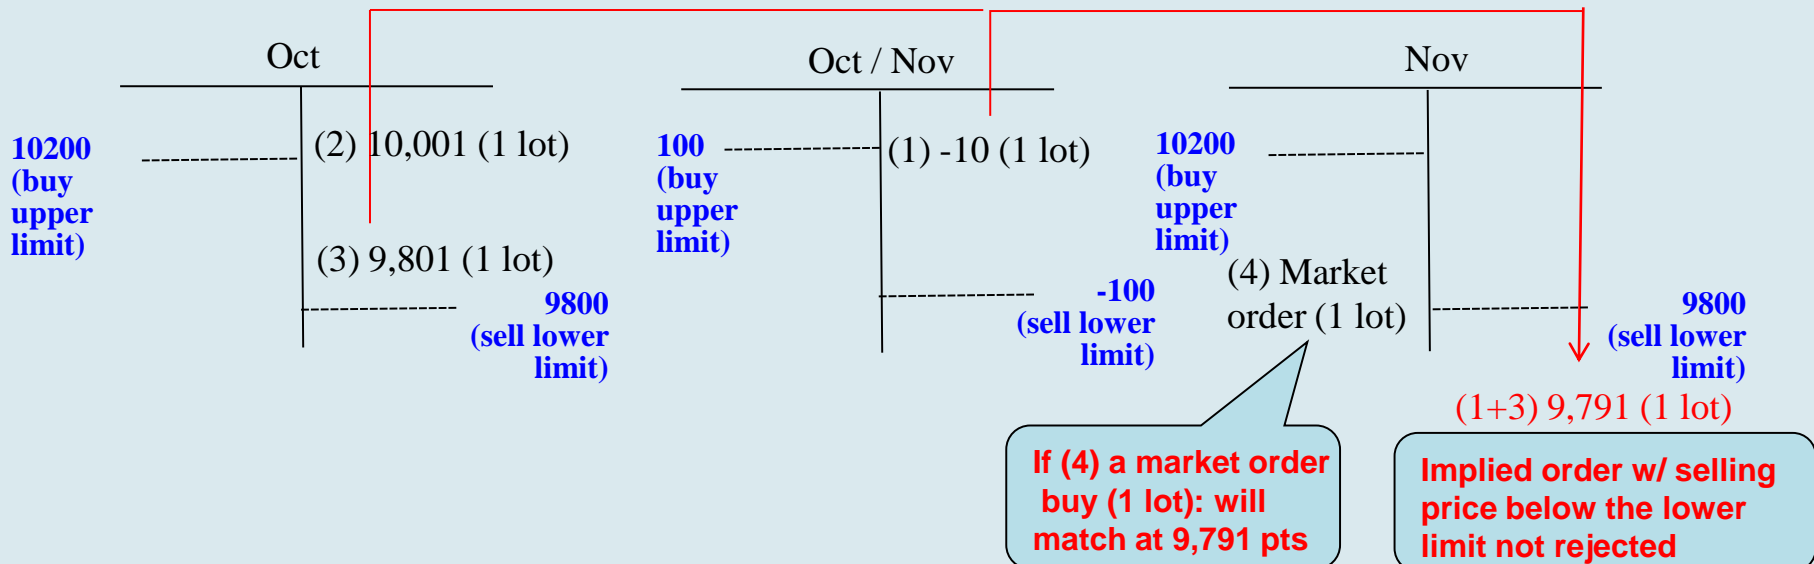 Oct
10200
(buy
upper
limit)
(2) 10,001 (1 lot)
(3) 9,801 (1 lot)
9800
(sell lower
limit)
Oct / Nov
100
(buy
upper
limit)
(1) -10 (1 lot)
-100
(sell lower
limit)
Nov
10200
(buy
upper
limit)
(4) Market
order (1 lot)
9800
(sell lower
limit)
(1+3) 9,791 (1 lot)
If (4) a market order
buy (1 lot): will
match at 9,791 pts
Implied order w/ selling
price below the lower
limit not rejected